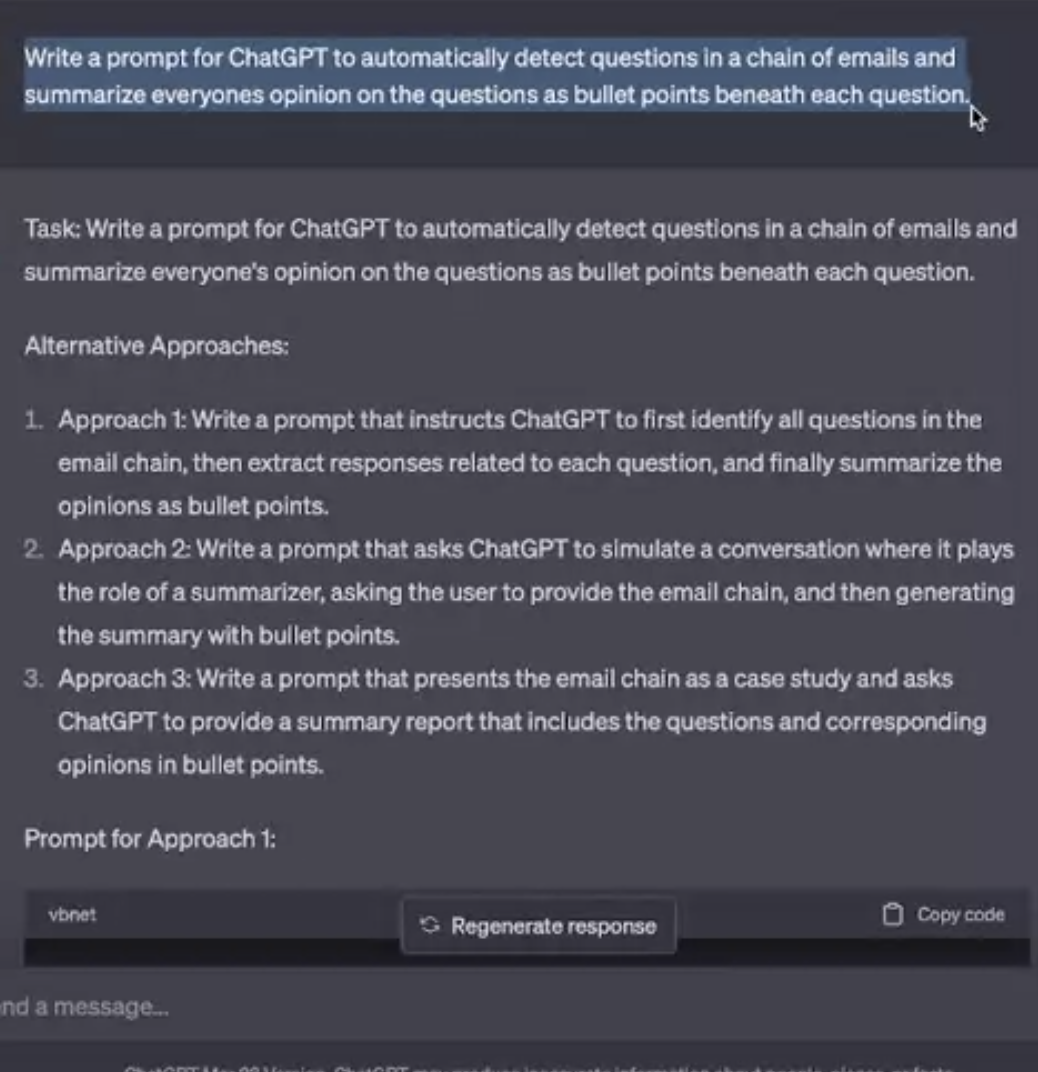 Write a prompt for ChatGPT to automatically detect questions in a chain of emails and
summarize everyones opinion on the questions as bullet points beneath each question.
Task: Write a prompt for ChatGPT to automatically detect questions in a chain of emails and
summarize everyone's opinion on the questions as bullet points beneath each question.
Alternative Approaches:
1. Approach 1: Write a prompt that instructs ChatGPT to first identify all questions in the
email chain, then extract responses related to each question, and finally summarize the
opinions as bullet points.
2. Approach 2: Write a prompt that asks ChatGPT to simulate a conversation where it plays
the role of a summarizer, asking the user to provide the email chain, and then generating
the summary with bullet points.
3. Approach 3: Write a prompt that presents the email chain as a case study and asks
ChatGPT to provide a summary report that includes the questions and corresponding
opinions in bullet points.
Prompt for Approach 1:
vbnet
Regenerate response
Copy code
nd a message...